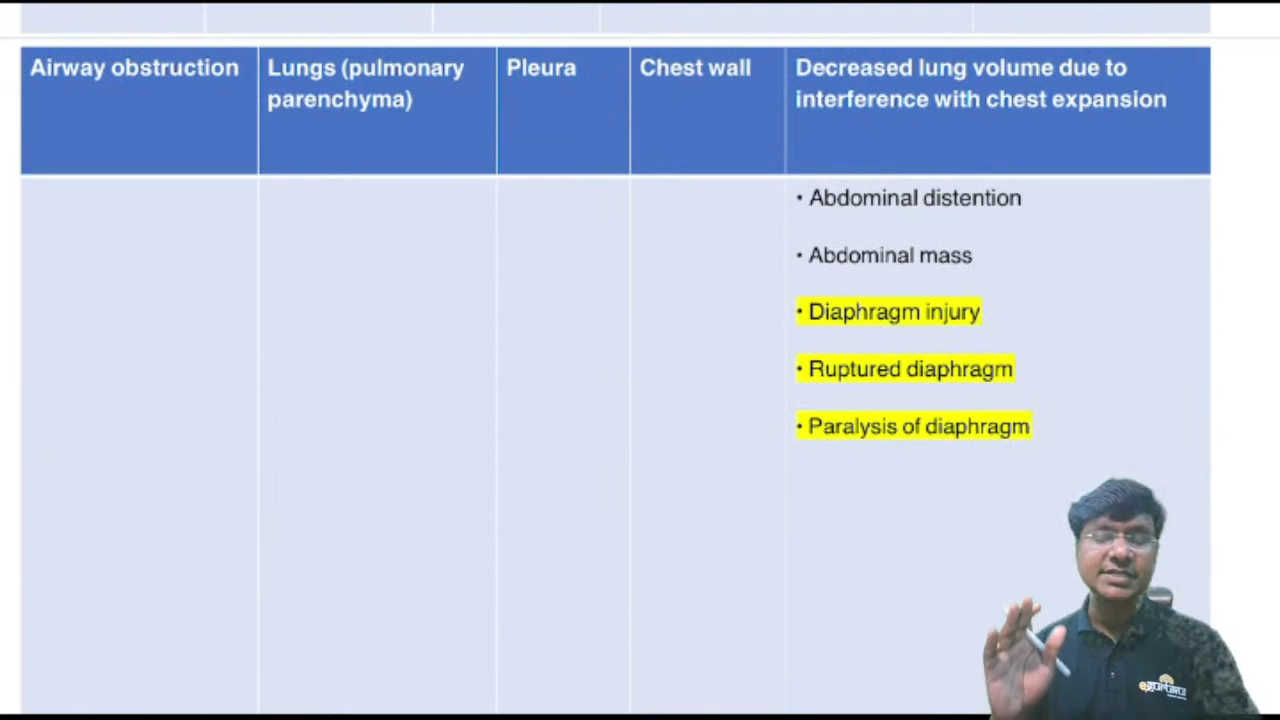 Airway obstruction
Lungs (pulmonary
parenchyma)
Pleura
Chest wall
Decreased lung volume due to
interference with chest expansion
• Abdominal distention
• Abdominal mass
• Diaphragm injury
• Ruptured diaphragm
• Paralysis of diaphragm